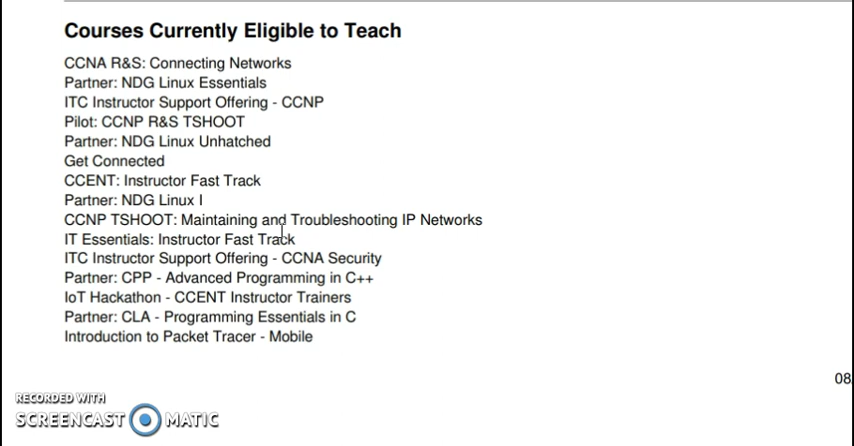 Courses Currently Eligible to Teach
CCNA R&S: Connecting Networks
Partner: NDG Linux Essentials
ITC Instructor Support Offering - CCNP
Pilot: CCNP R&S TSHOOT
Partner: NDG Linux Unhatched
Get Connected
CCENT: Instructor Fast Track
Partner: NDG Linux I
CCNP TSHOOT: Maintaining and Troubleshooting IP Networks
IT Essentials: Instructor Fast Track
ITC Instructor Support Offering - CCNA Security
Partner: CPP - Advanced Programming in C++
IoT Hackathon - CCENT Instructor Trainers
Partner: CLA - Programming Essentials in C
Introduction to Packet Tracer - Mobile
08
RECORDED WITH
SCREENCAST MATIC